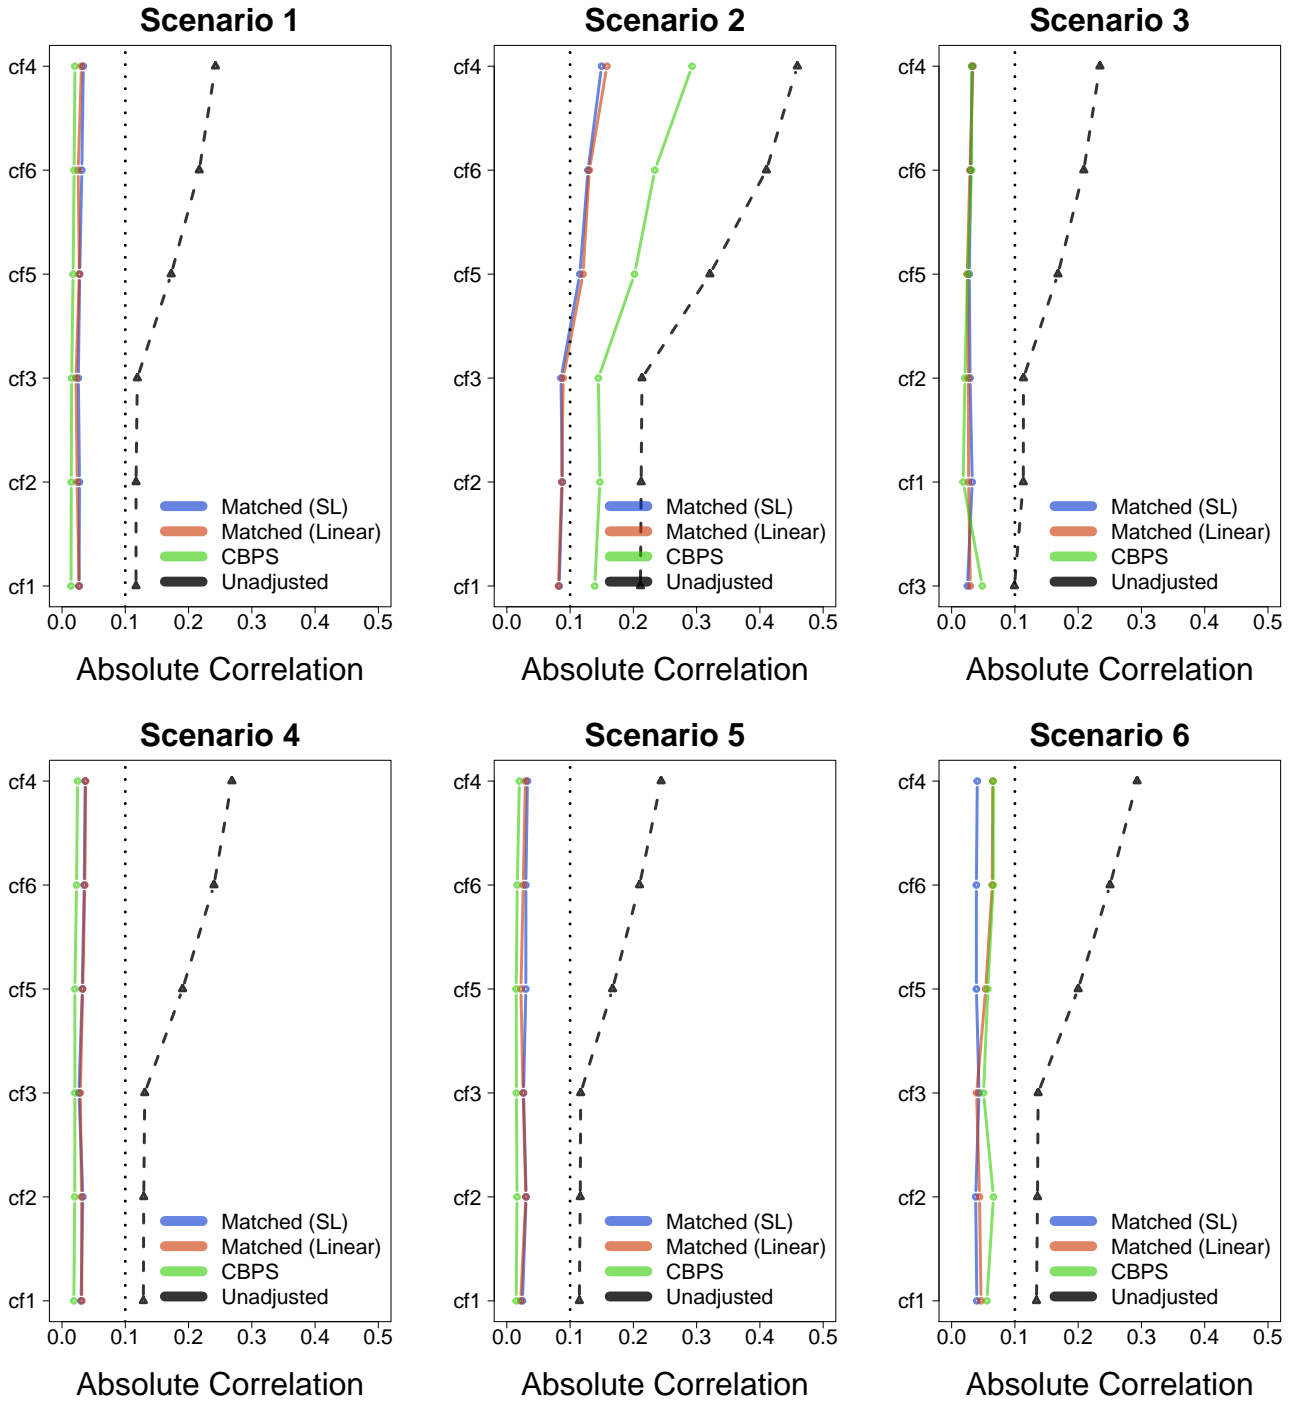 Scenario 1
cf4
cf6
cf5
cf3
cf2
cf1
Matched (SL)
Matched (Linear)
CBPS
Unadjusted
0.0 0.1 0.2 0.3 0.4 0.5
Absolute Correlation
Scenario 2
cf4
cf6
cf5
cf3
cf2
cf1
Matched (SL)
Matched (Linear)
CBPS
Unadjusted
0.0 0.1 0.2 0.3 0.4 0.5
Absolute Correlation
Scenario 3
cf4
cf6
cf5
cf2
cf1
cf3
Matched (SL)
Matched (Linear)
CBPS
Unadjusted
0.0 0.1 0.2 0.3 0.4 0.5
Absolute Correlation
Scenario 4
cf4
cf6
cf5
cf3
cf2
cf1
Matched (SL)
Matched (Linear)
CBPS
Unadjusted
0.0 0.1 0.2 0.3 0.4 0.5
Absolute Correlation
Scenario 5
cf4
cf6
cf5
cf3
cf2
cf1
Matched (SL)
Matched (Linear)
CBPS
Unadjusted
0.0 0.1 0.2 0.3 0.4 0.5
Absolute Correlation
Scenario 6
cf4
cf6
cf5
cf3
cf2
cf1
Matched (SL)
Matched (Linear)
CBPS
Unadjusted
0.0 0.1 0.2 0.3 0.4 0.5
Absolute Correlation